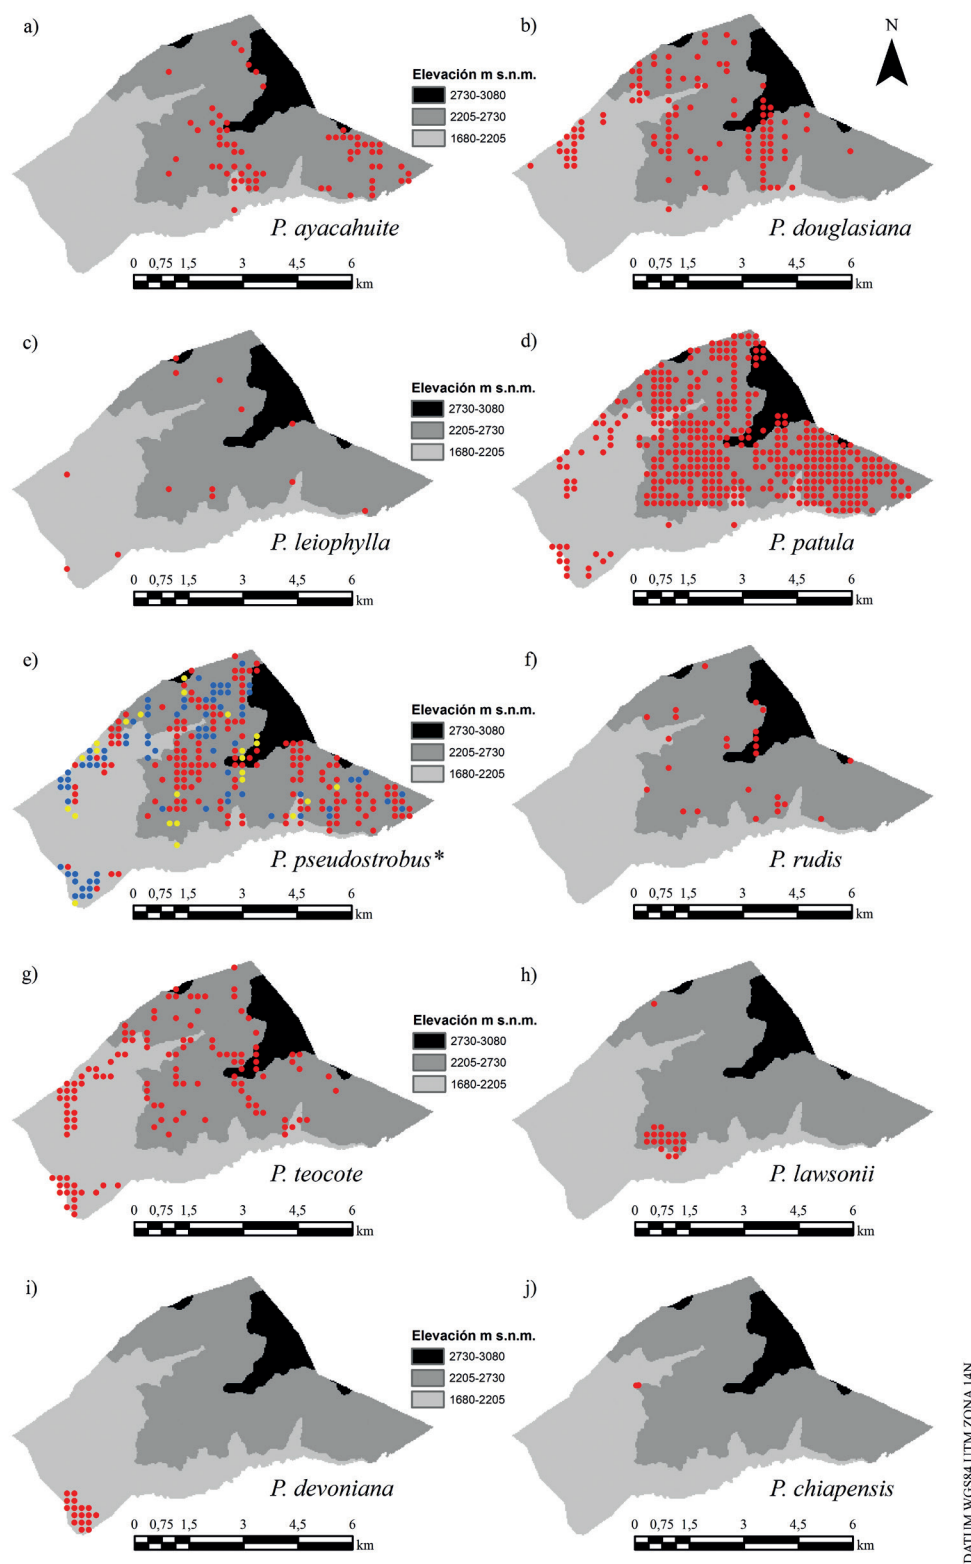 a)
b)
N
Elevación m s.n.m.
2730-3080
2205-2730
1680-2205
P. ayacahuite
P. douglasiana
0 0,75 1,5 3 4,5 6
km
0 0,75 1,5 3 4,5 6
km
c)
d)
Elevación m s.n.m.
2730-3080
2205-2730
1680-2205
P. leiophylla
P. patula
0 0,75 1,5 3 4,5 6
km
0 0,75 1,5 3 4,5 6
km
e)
f)
Elevación m s.n.m.
2730-3080
2205-2730
1680-2205
P. pseudostrobus*
P. rudis
0 0,75 1,5 3 4,5 6
km
0 0,75 1,5 3 4,5 6
km
g)
h)
Elevación m s.n.m.
2730-3080
2205-2730
1680-2205
P. teocote
P. lawsonii
0 0,75 1,5 3 4,5 6
km
0 0,75 1,5 3 4,5 6
km
i)
j)
Elevación m s.n.m.
2730-3080
2205-2730
1680-2205
P. devoniana
P. chiapensis
0 0,75 1,5 3 4,5 6
km
0 0,75 1,5 3 4,5 6
km
DATUM WGS84 UTM ZONA 14N